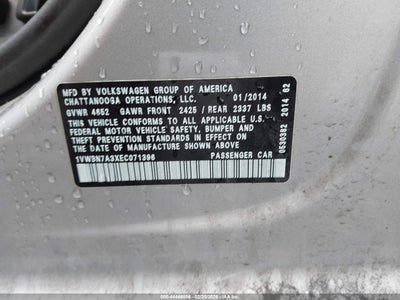 MFD BY VOLKSWAGEN GROUP OF AMERICA
CHATTANOOGA OPERATIONS, LLC. 01/2014
GVWR 4652 GAWR FRONT 2425 / REAR 2337 LBS
THIS VEHICLE CONFORMS TO ALL APPLICABLE U.S.
FEDERAL MOTOR VEHICLE SAFETY, BUMPER AND
THEFT PREVENTION STANDARDS IN EFFECT ON THE
DATE OF MANUFACTURE SHOWN ABOVE.
1VWBN7A3XEC071396 PASSENGER CAR
0530392 2014 02